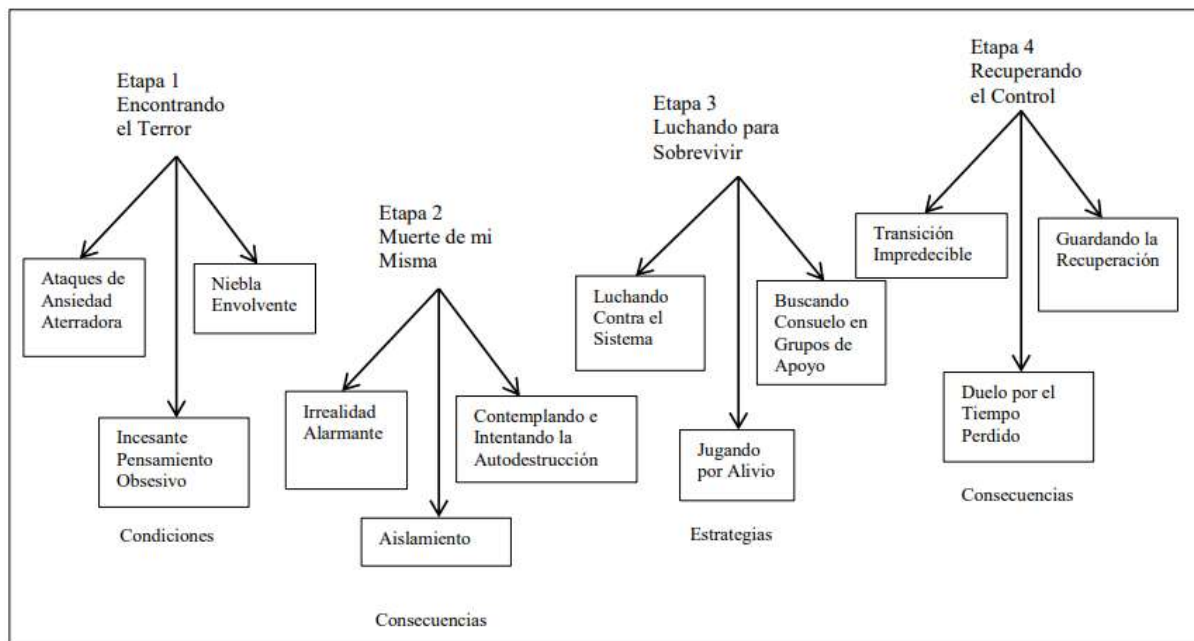 Etapa 1
Encontrando
el Terror
Ataques de
Ansiedad
Aterradora
Niebla
Envolvente
Incesante
Pensamiento
Obsesivo
Condiciones
Etapa 2
Muerte de mi
Misma
Irrealidad
Alarmante
Contemplando e
Intentando la
Autodestrucción
Aislamiento
Consecuencias
Etapa 3
Luchando para
Sobrevivir
Luchando
Contra el
Sistema
Buscando
Consuelo en
Grupos de
Apoyo
Jugando
por Alivio
Estrategias
Etapa 4
Recuperando
el Control
Transición
Impredecible
Guardando la
Recuperación
Duelo por el
Tiempo
Perdido
Consecuencias